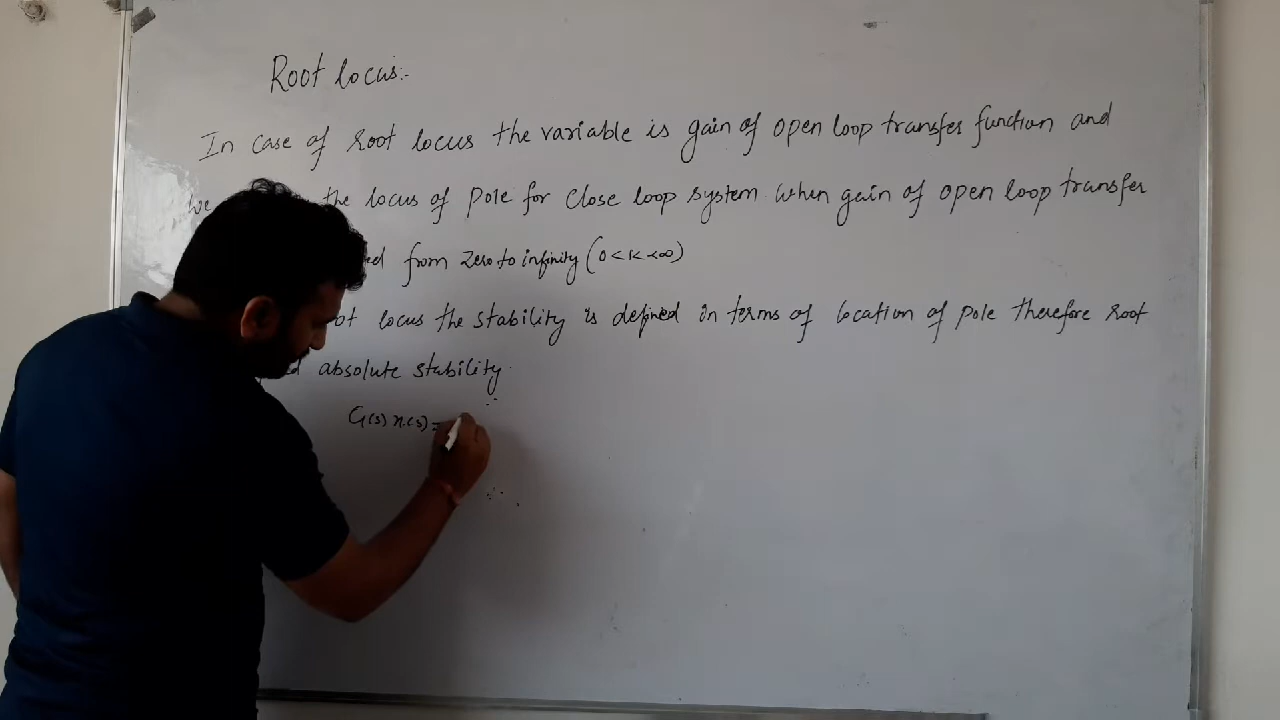 Root locus:-
In case of root locus the variable is gain of open loop transfer function and
we the locus of pole for close loop system when gain of open loop transfer
from zero to infinity (0<K<∞)
locus the stability is defined in terms of location of pole therefore root
absolute stability.
G(s) H(s) =